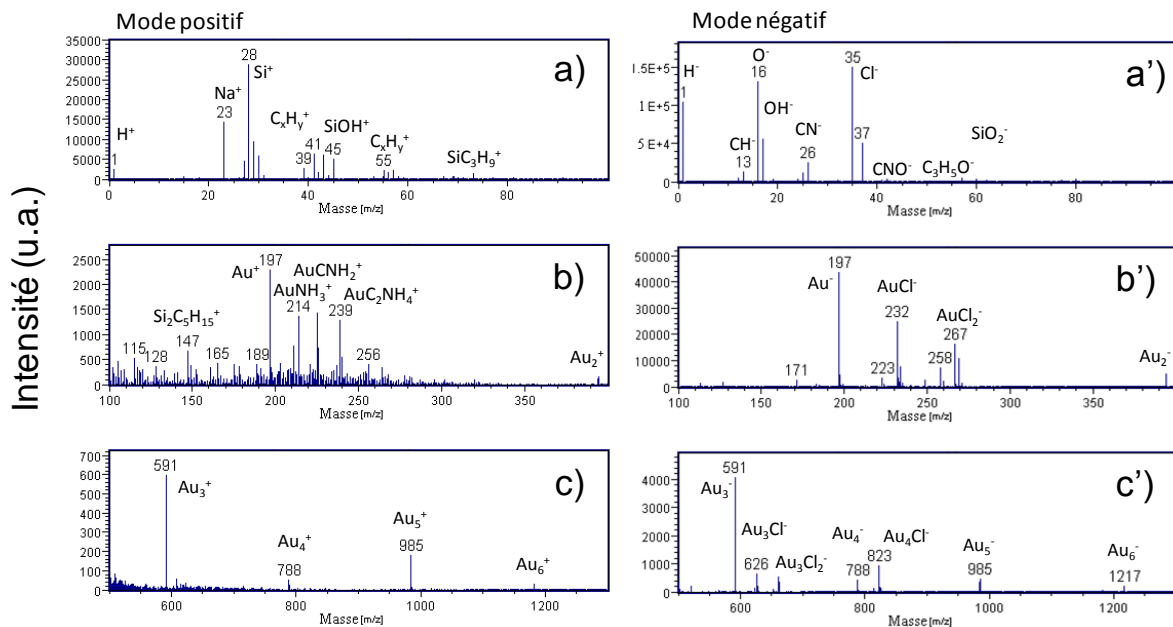 Mode positif
Mode négatif
Intensité (u.a.)
a)
35000
30000
25000
20000
15000
10000
5000
0
H⁺
1
Na⁺
23
28
Si⁺
CₓHᵧ⁺
39
41
SiOH⁺
45
CₓHᵧ⁺
55
SiC₃H₉⁺
0 20 40 60 80
Masse [m/z]
a')
1.5E+5
1E+5
5E+4
0
H⁻
1
CH⁻
13
O⁻
16
OH⁻
CN⁻
26
35
Cl⁻
37
CNO⁻
C₃H₅O⁻
SiO₂⁻
0 20 40 60 80
Masse [m/z]
b)
2500
2000
1500
1000
500
0
115
128
Si₂C₅H₁₅⁺
147
165
189
Au⁺
197
AuCNH₂⁺
AuNH₃⁺
214
AuC₂NH₄⁺
239
256
Au₂⁺
100 150 200 250 300 350
Masse [m/z]
b')
50000
40000
30000
20000
10000
0
171
Au⁻
197
223
AuCl⁻
232
258
AuCl₂⁻
267
Au₂⁻
100 150 200 250 300 350
Masse [m/z]
c)
700
600
500
400
300
200
100
0
591
Au₃⁺
Au₄⁺
788
Au₅⁺
985
Au₆⁺
600 800 1000 1200
Masse [m/z]
c')
4000
3000
2000
1000
0
591
Au₃⁻
Au₃Cl⁻
626
Au₃Cl₂⁻
Au₄⁻
788
Au₄Cl⁻
823
Au₅⁻
985
Au₆⁻
1217
600 800 1000 1200
Masse [m/z]